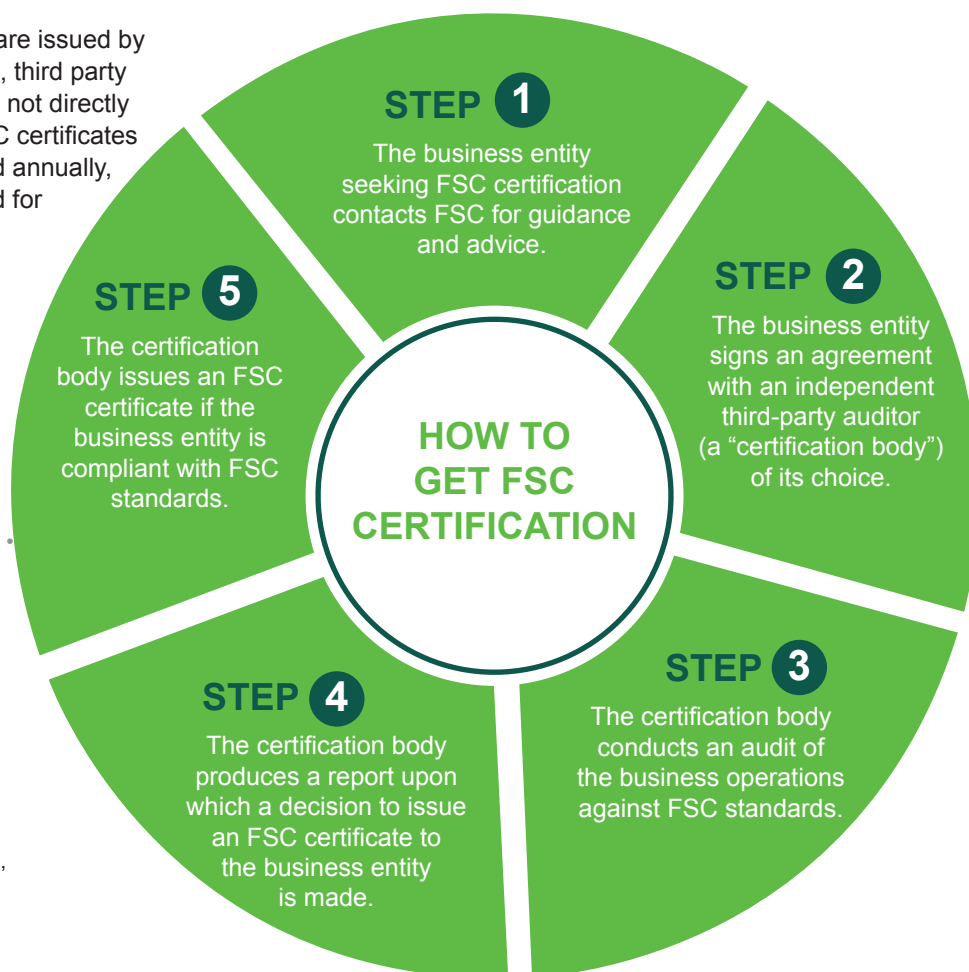 are issued by
, third party
not directly
C certificates
d annually,
d for
STEP 1
The business entity
seeking FSC certification
contacts FSC for guidance
and advice.
STEP 2
The business entity
signs an agreement
with an independent
third-party auditor
(a “certification body”)
of its choice.
STEP 3
The certification body
conducts an audit of
the business operations
against FSC standards.
STEP 4
The certification body
produces a report upon
which a decision to issue
an FSC certificate to
the business entity
is made.
STEP 5
The certification
body issues an FSC
certificate if the
business entity is
compliant with FSC
standards.
HOW TO
GET FSC
CERTIFICATION
,